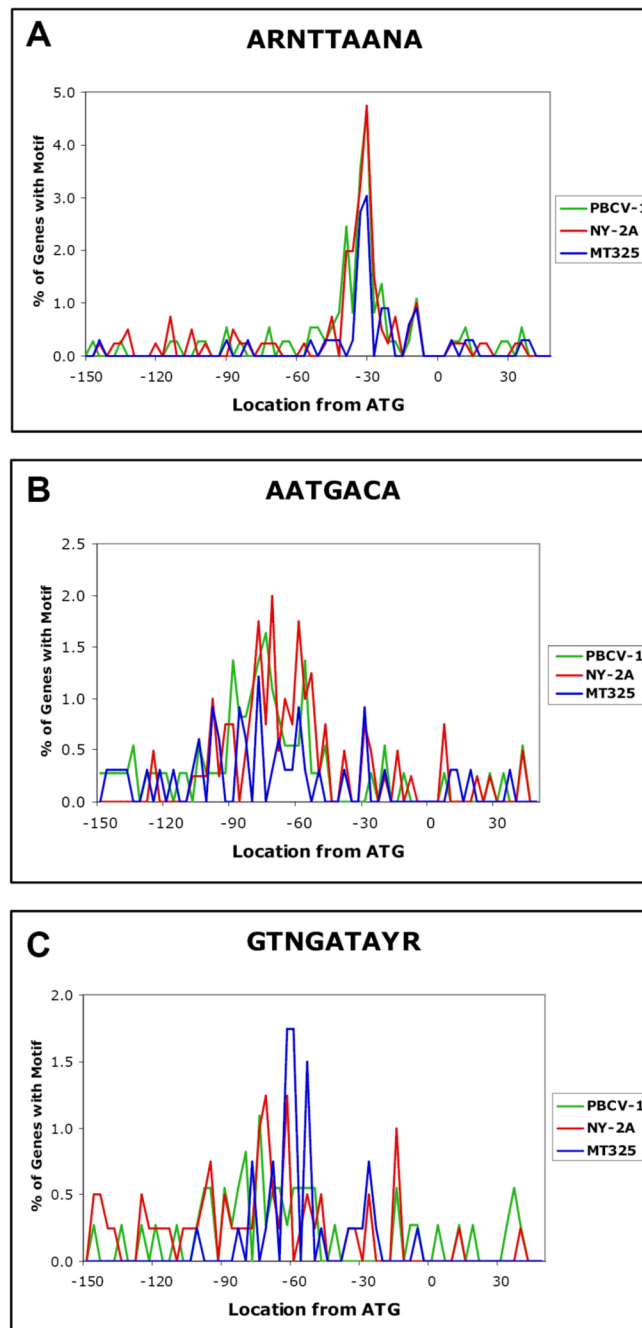 A
ARNTTAANA
% of Genes with Motif
5.0
4.0
3.0
2.0
1.0
0.0
-150 -120 -90 -60 -30 0 30
Location from ATG
PBCV-1
NY-2A
MT325
B
AATGACA
% of Genes with Motif
2.5
2.0
1.5
1.0
0.5
0.0
-150 -120 -90 -60 -30 0 30
Location from ATG
PBCV-1
NY-2A
MT325
C
GTNGATAYR
% of Genes with Motif
2.0
1.5
1.0
0.5
0.0
-150 -120 -90 -60 -30 0 30
Location from ATG
PBCV-1
NY-2A
MT325